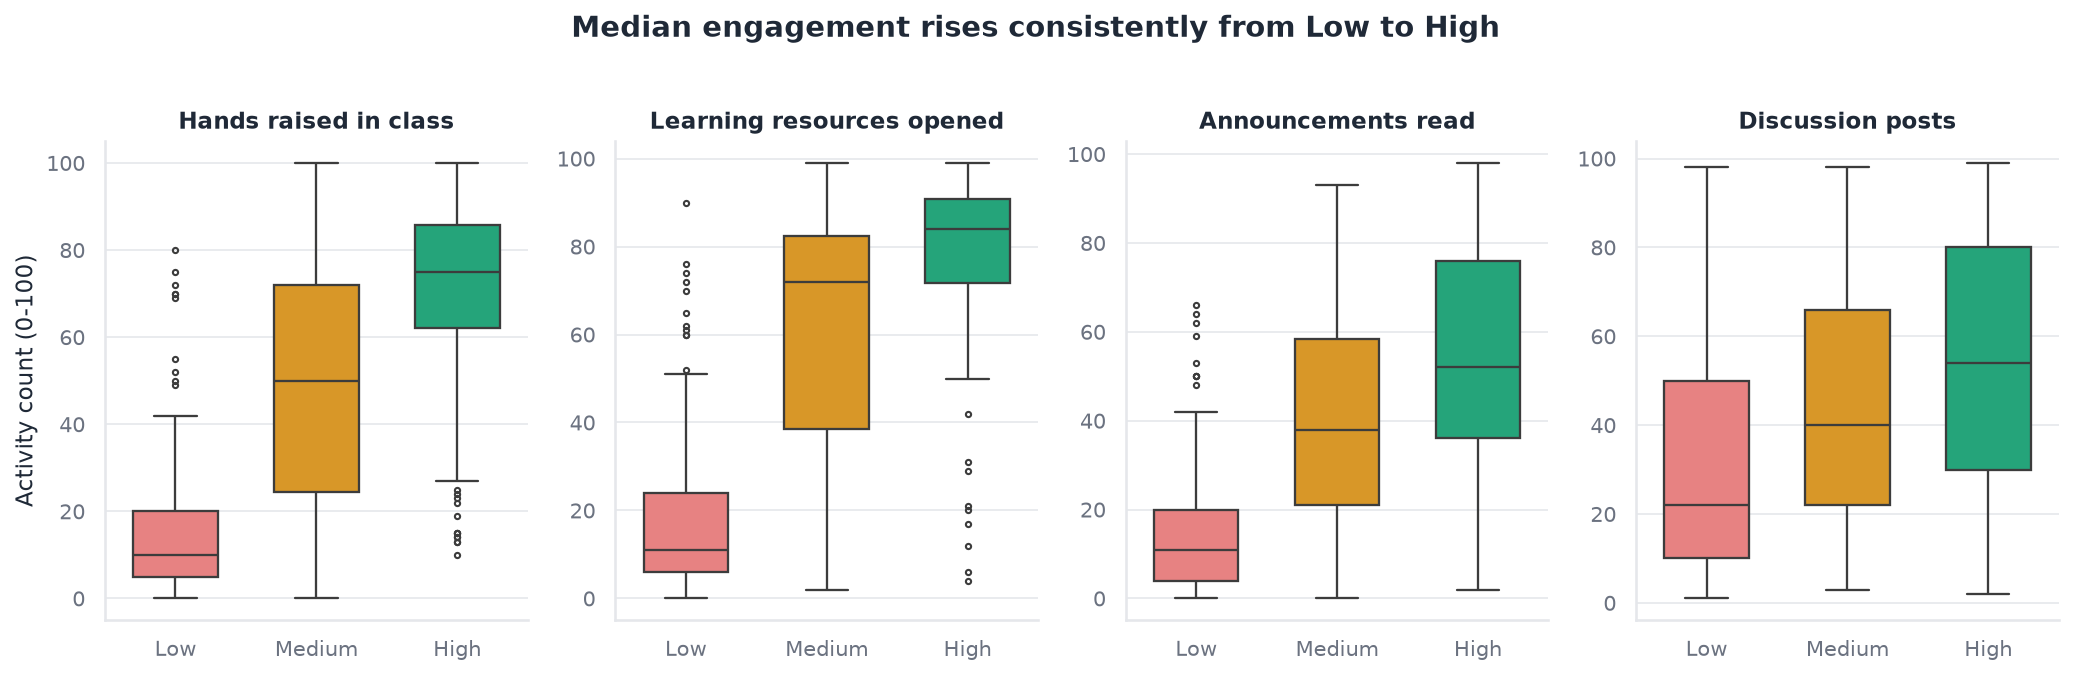 Median engagement rises consistently from Low to High
Hands raised in class
Learning resources opened
Announcements read
Discussion posts
Activity count (0-100)
100
80
60
40
20
0
Low Medium High
100
80
60
40
20
0
Low Medium High
100
80
60
40
20
0
Low Medium High
100
80
60
40
20
0
Low Medium High